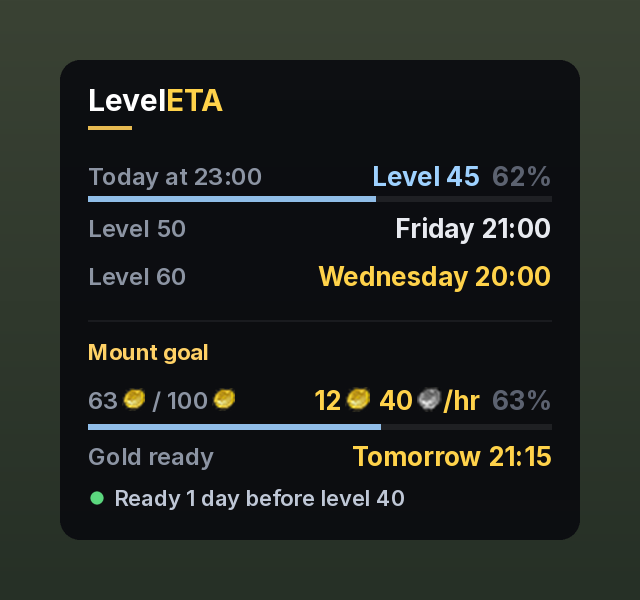 LevelETA
Today at 23:00 Level 45 62%
Level 50 Friday 21:00
Level 60 Wednesday 20:00
Mount goal
63 / 100 12 40 /hr 63%
Gold ready Tomorrow 21:15
Ready 1 day before level 40